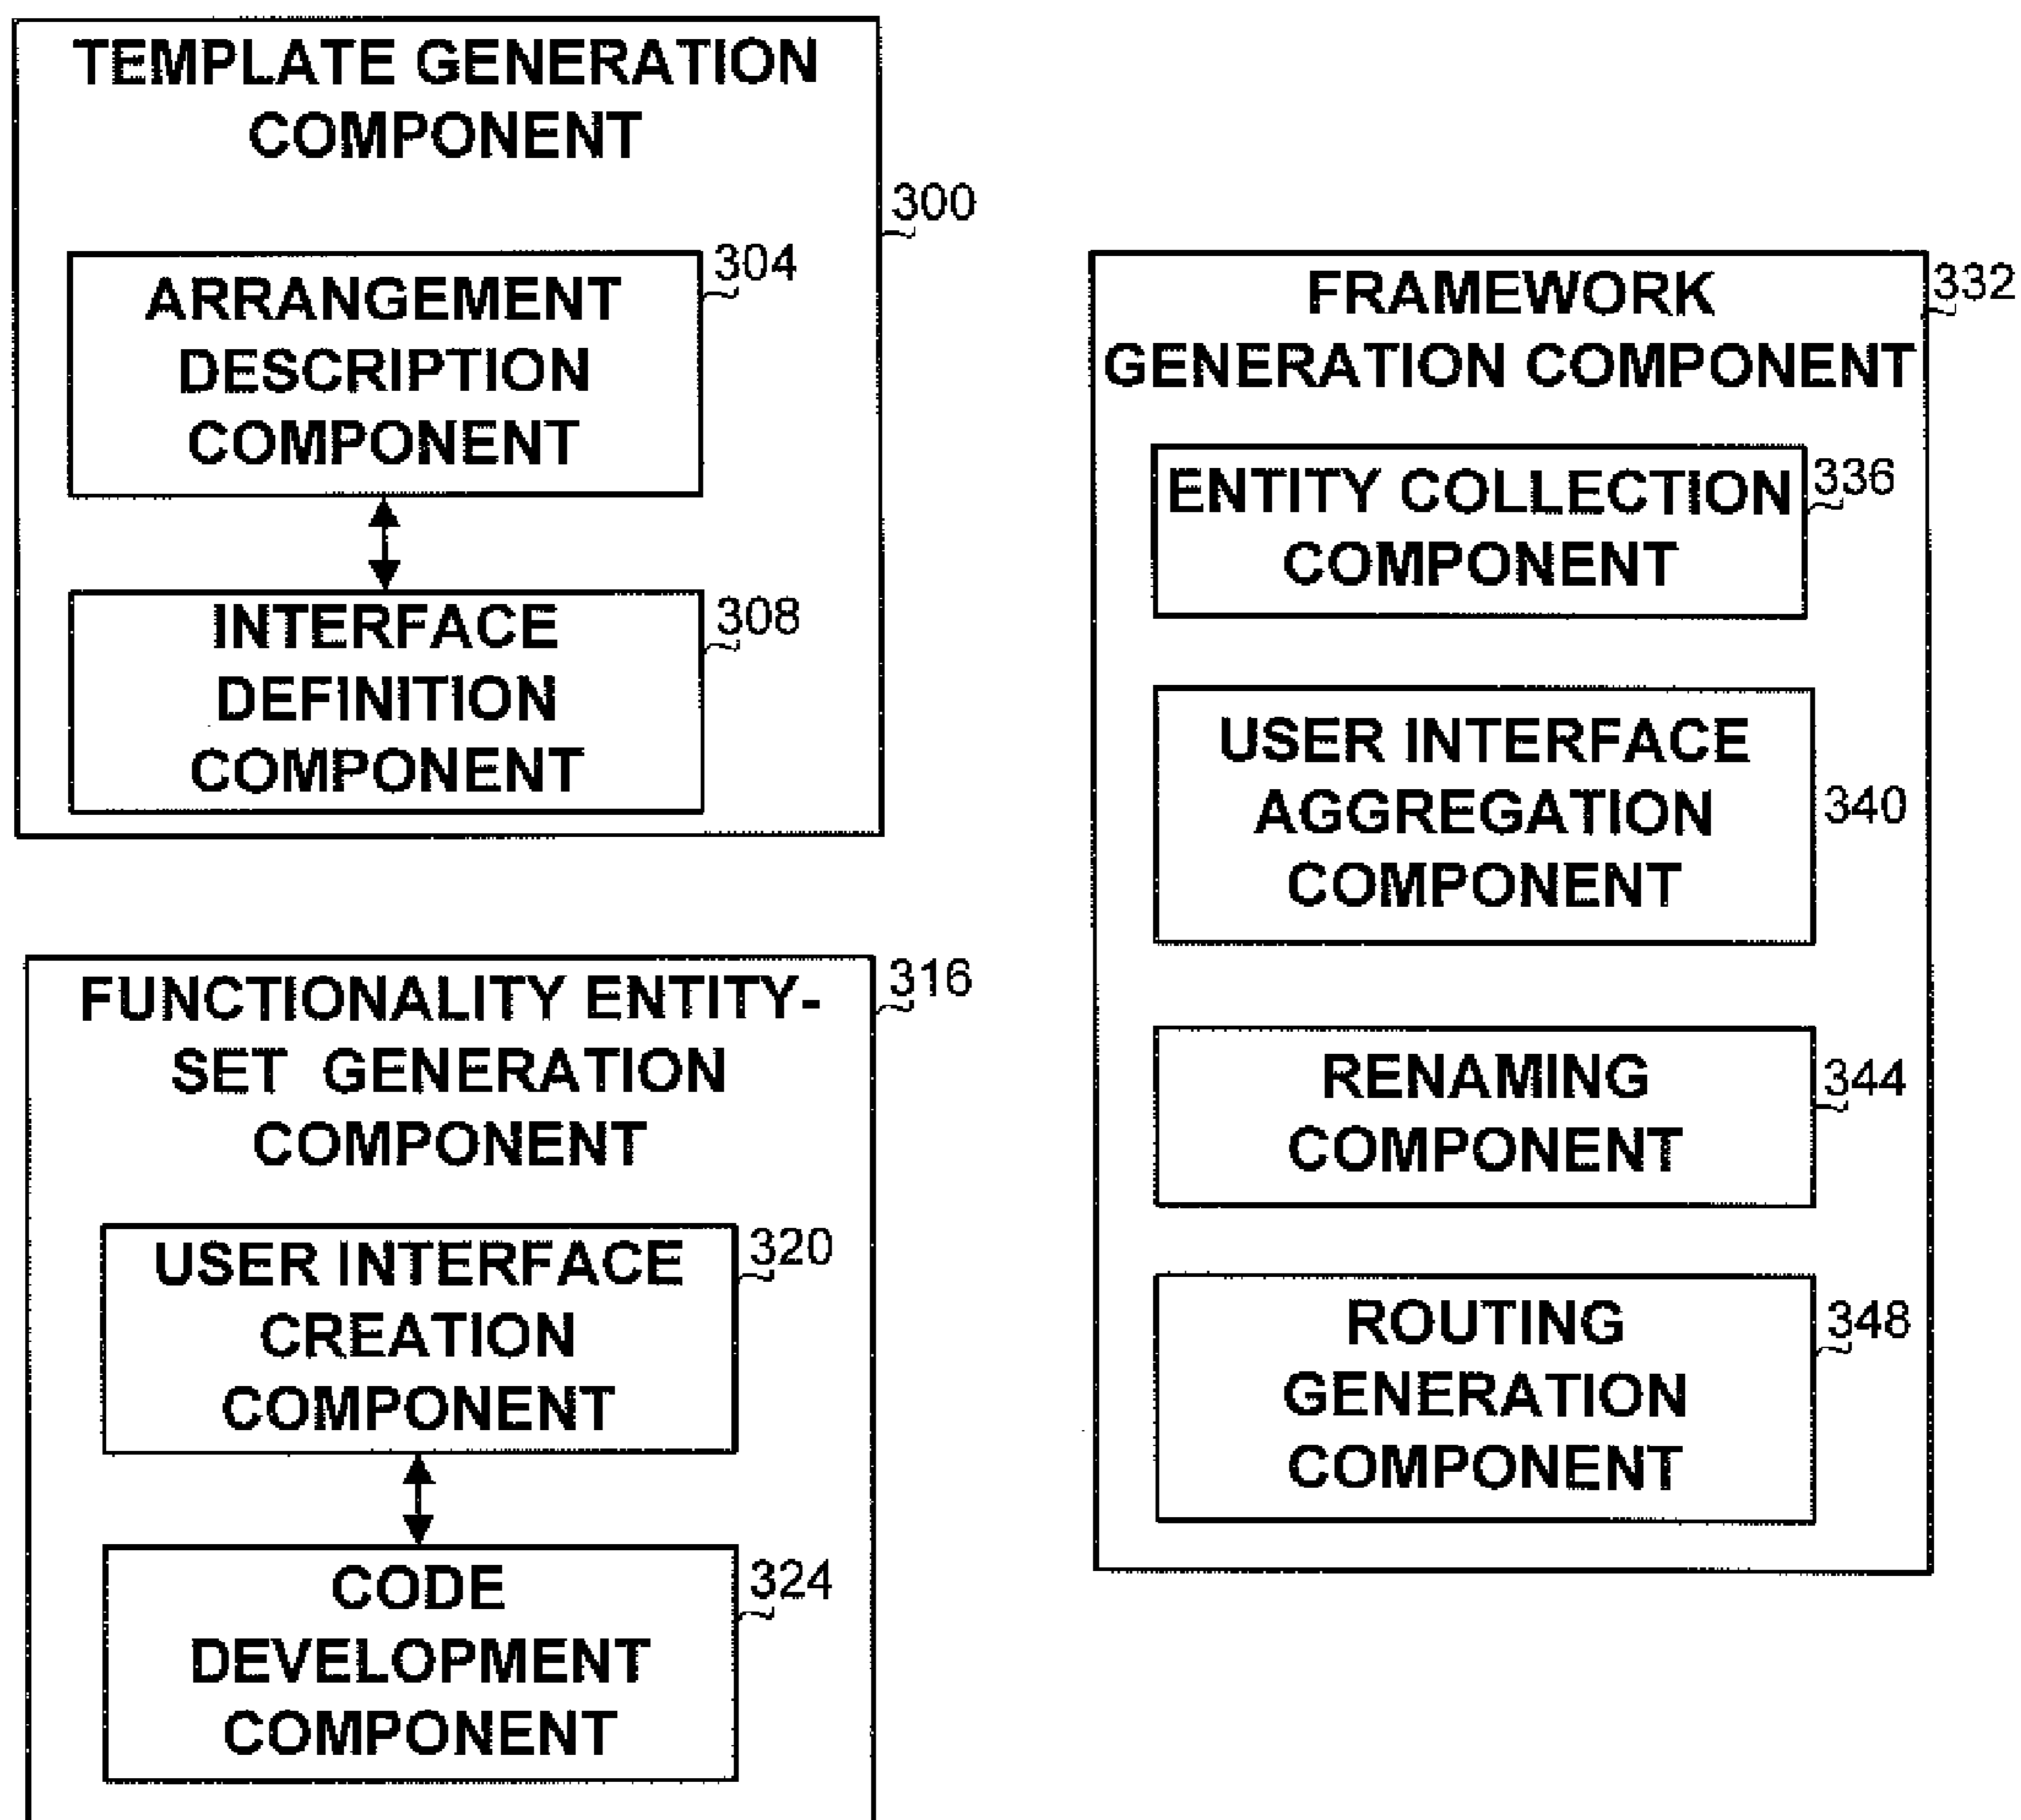 TEMPLATE GENERATION
COMPONENT
300
ARRANGEMENT
DESCRIPTION
COMPONENT
304
INTERFACE
DEFINITION
COMPONENT
308
FUNCTIONALITY ENTITY-
SET GENERATION
COMPONENT
316
USER INTERFACE
CREATION
COMPONENT
320
CODE
DEVELOPMENT
COMPONENT
324
FRAMEWORK
GENERATION COMPONENT
332
ENTITY COLLECTION
COMPONENT
336
USER INTERFACE
AGGREGATION
COMPONENT
340
RENAMING
COMPONENT
344
ROUTING
GENERATION
COMPONENT
348